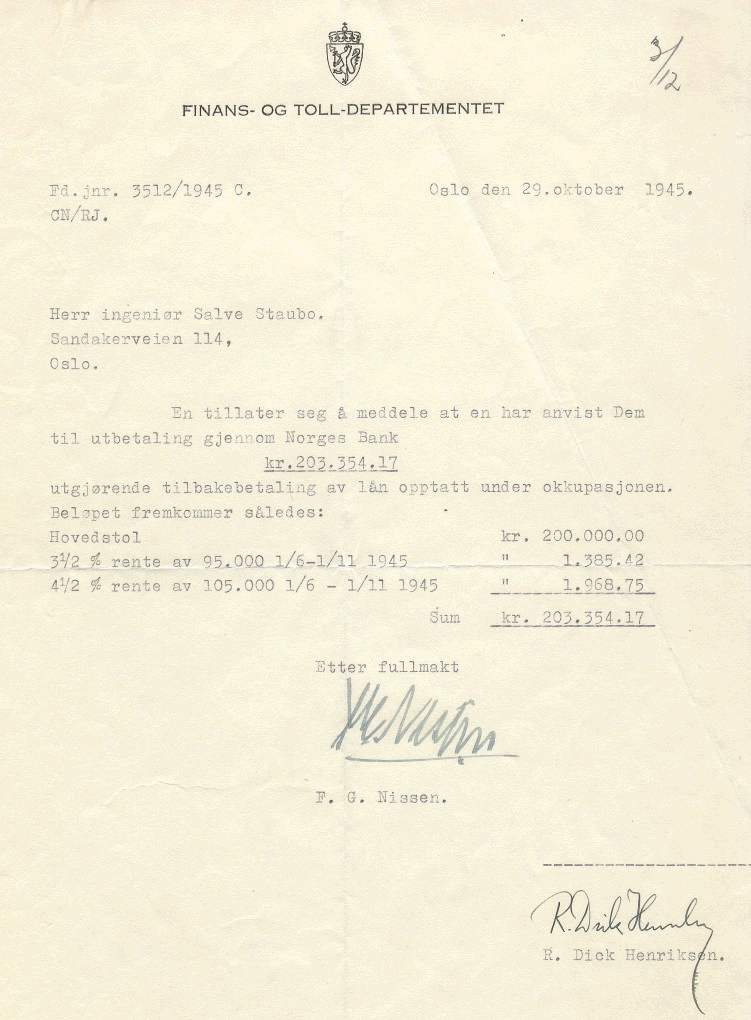 3/12
FINANS- OG TOLL-DEPARTEMENTET
Fd.jnr. 3512/1945 C. Oslo den 29.oktober 1945.
CN/RJ.
Herr ingeniør Salve Staubo.
Sandakerveien 114,
Oslo.
En tillater seg å meddele at en har anvist Dem
til utbetaling gjennom Norges Bank
kr.203.354.17
utgjørende tilbakebetaling av lån opptatt under okkupasjonen.
Beløpet fremkommer således:
Hovedstol kr. 200.000.00
3½ % rente av 95.000 1/6-1/11 1945 " 1.385.42
4½ % rente av 105.000 1/6 - 1/11 1945 " 1.968.75
Sum kr. 203.354.17
Etter fullmakt
F. G. Nissen.
R. Dick Henriksen.